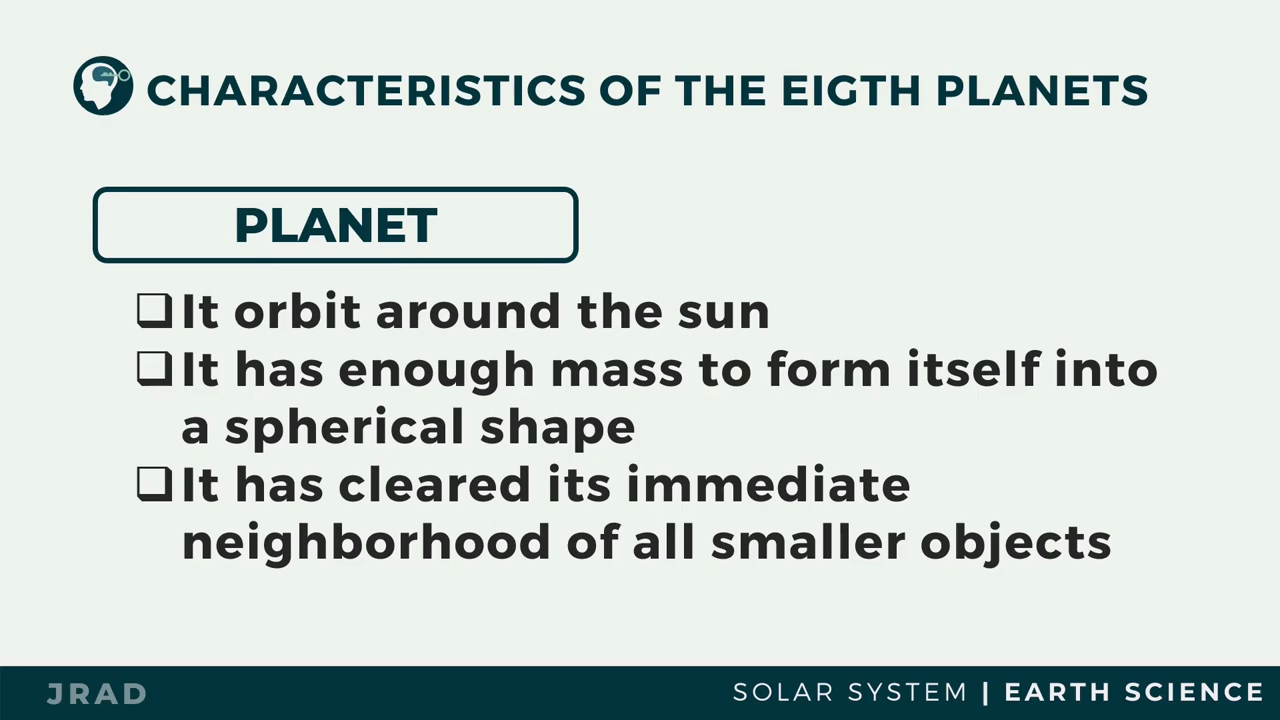 CHARACTERISTICS OF THE EIGTH PLANETS
PLANET
❑It orbit around the sun
❑It has enough mass to form itself into
a spherical shape
❑It has cleared its immediate
neighborhood of all smaller objects
JRAD
SOLAR SYSTEM | EARTH SCIENCE